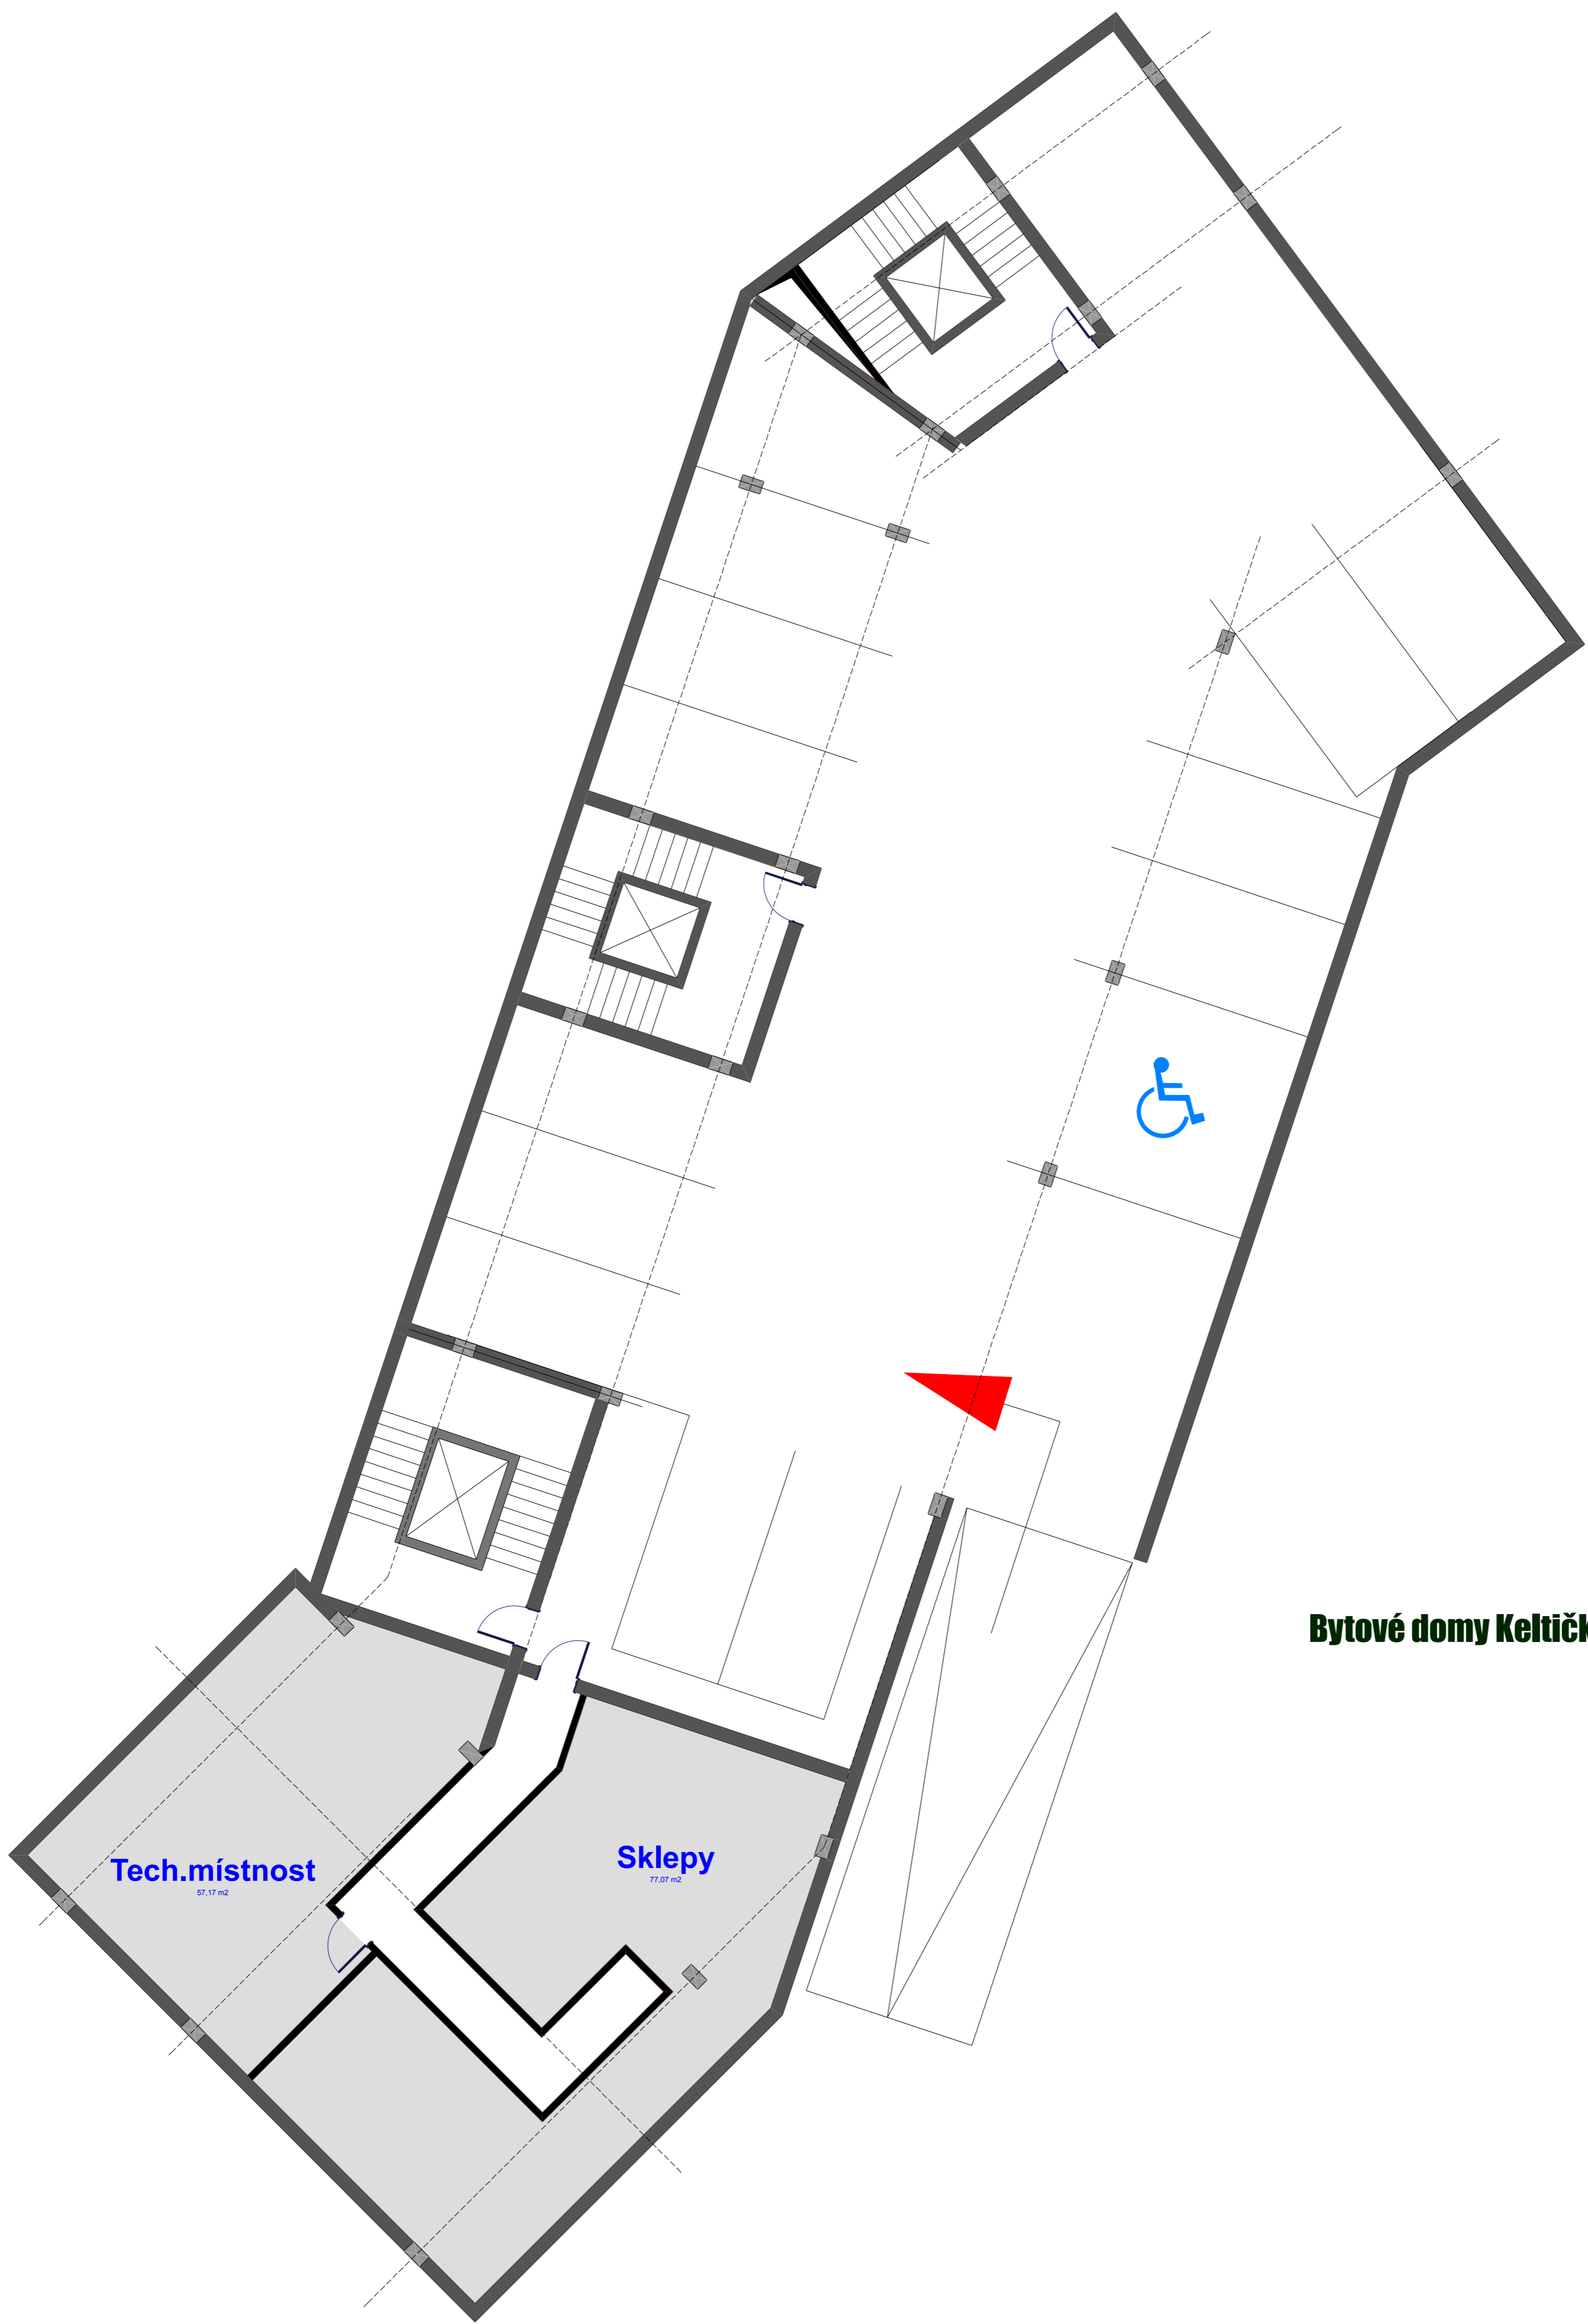 Bytové domy Keltičk
Tech.místnost
57,17 m2
Sklepy
77,07 m2